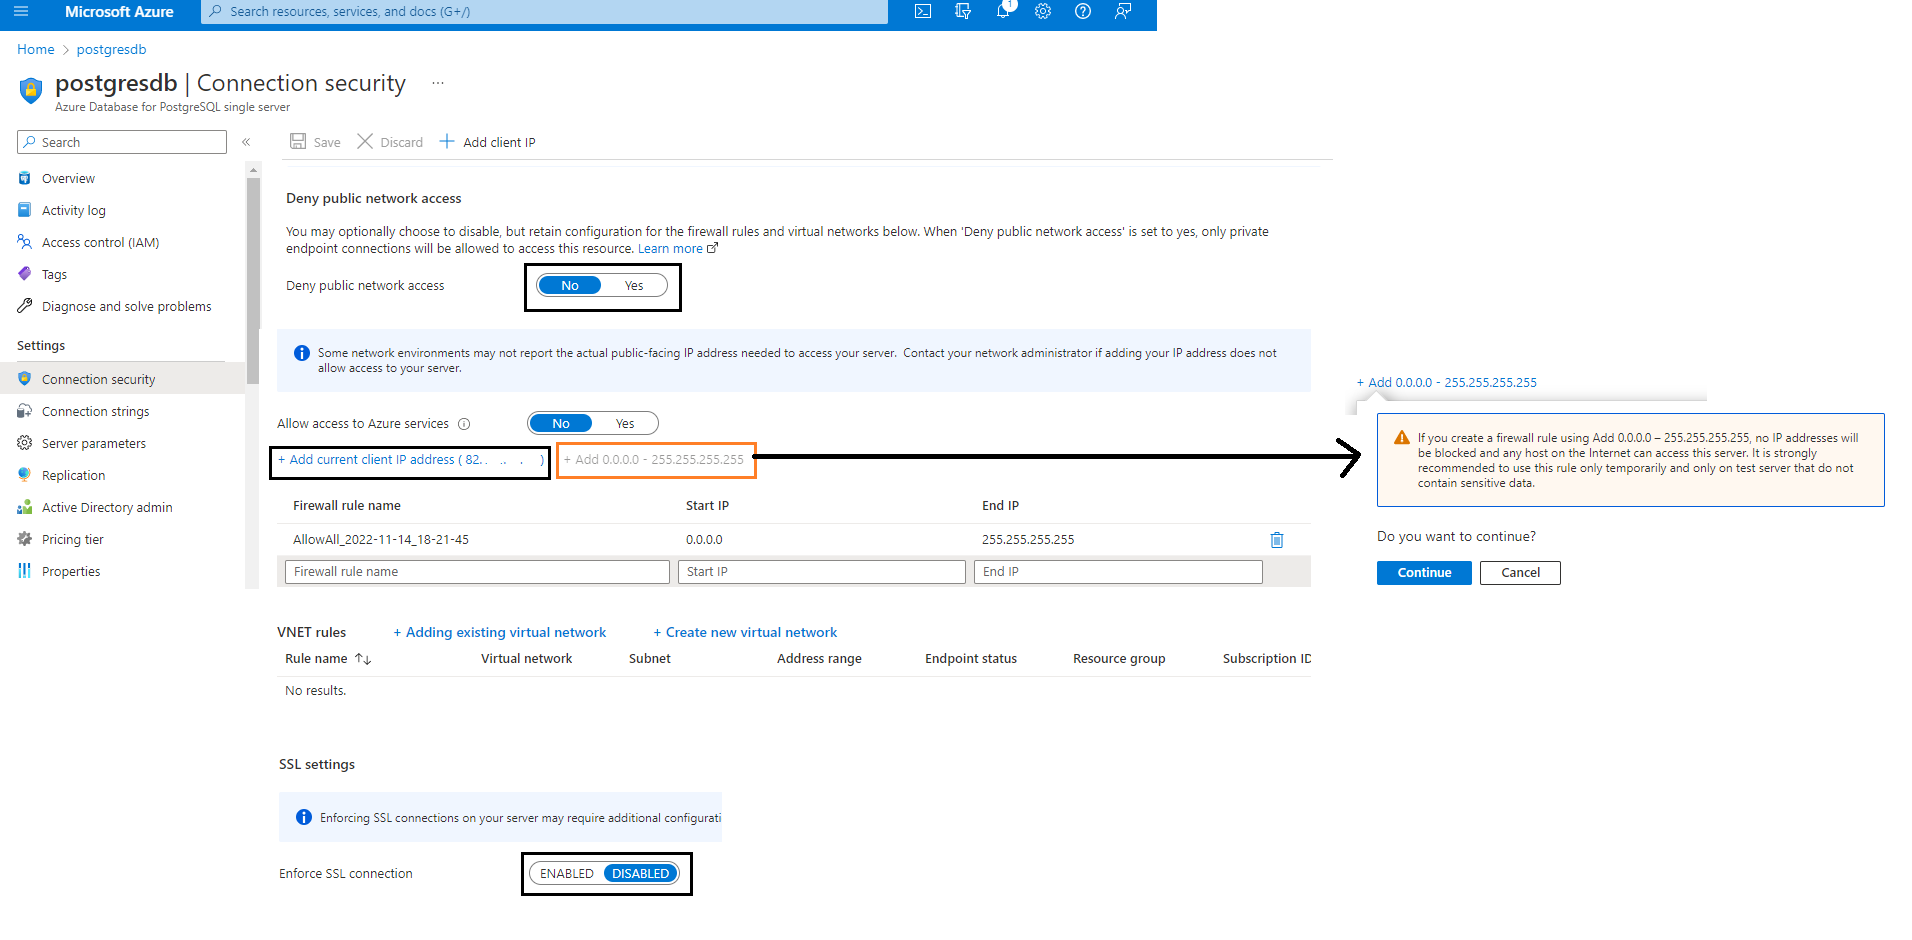 Microsoft Azure
Search resources, services, and docs (G+/)
1
Home > postgresdb
postgresdb | Connection security ...
Azure Database for PostgreSQL single server
Search
«
Overview
Activity log
Access control (IAM)
Tags
Diagnose and solve problems
Settings
Connection security
Connection strings
Server parameters
Replication
Active Directory admin
Pricing tier
Properties
Save Discard + Add client IP
Deny public network access
You may optionally choose to disable, but retain configuration for the firewall rules and virtual networks below. When 'Deny public network access' is set to yes, only private
endpoint connections will be allowed to access this resource. Learn more
Deny public network access No Yes
Some network environments may not report the actual public-facing IP address needed to access your server. Contact your network administrator if adding your IP address does not
allow access to your server.
Allow access to Azure services No Yes
+ Add current client IP address ( 82. . .. . ) + Add 0.0.0.0 - 255.255.255.255
Firewall rule name Start IP End IP
AllowAll_2022-11-14_18-21-45 0.0.0.0 255.255.255.255
Firewall rule name Start IP End IP
VNET rules + Adding existing virtual network + Create new virtual network
Rule name ↑↓ Virtual network Subnet Address range Endpoint status Resource group Subscription ID
No results.
SSL settings
Enforcing SSL connections on your server may require additional configurati
Enforce SSL connection ENABLED DISABLED
+ Add 0.0.0.0 - 255.255.255.255
If you create a firewall rule using Add 0.0.0.0 – 255.255.255.255, no IP addresses will
be blocked and any host on the Internet can access this server. It is strongly
recommended to use this rule only temporarily and only on test server that do not
contain sensitive data.
Do you want to continue?
Continue Cancel